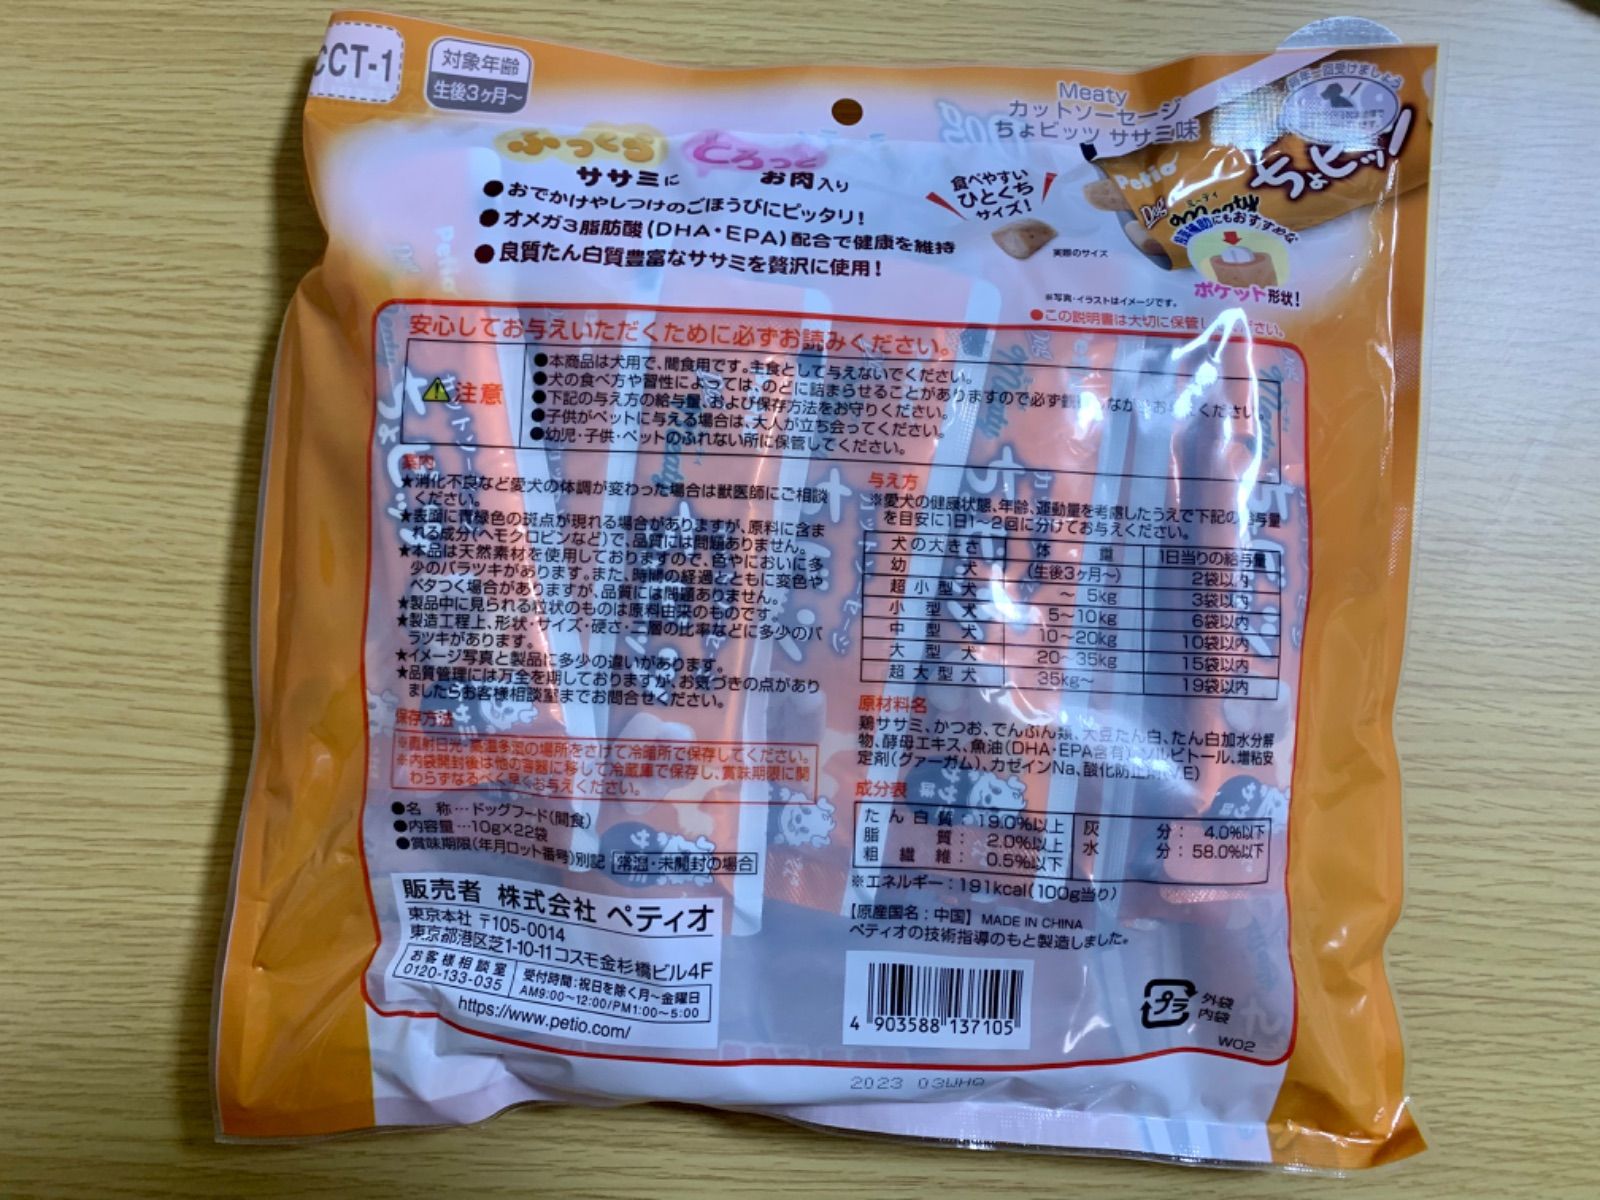 CCT-1
対象年齢
生後3ヶ月~
Meaty
カットソーセージ
ちょビッツ ササミ味
ふっくら とろっと
ササミに お肉入り
●おでかけやしつけのごほうびにピッタリ!
●オメガ3脂肪酸(DHA・EPA)配合で健康を維持
●良質たん白質豊富なササミを贅沢に使用!
食べやすい
ひとくち
サイズ!
実際のサイズ
Petio
Dog
ちょビッツ
にもおすすめな
ポケット形状!
※写真・イラストはイメージです。
●この説明書は大切に保管し
安心してお与えいただくために必ずお読みください。
注意
●本商品は犬用で、間食用です。主食として与えないでください。
●犬の食べ方や習性によっては、のどに詰まらせることがありますので必ず
●下記の与え方の給与量、および保存方法をお守りください。
●子供がペットに与える場合は、大人が立ち会ってください。
●幼児・子供・ペットのふれない所に保管してください。
案内
★消化不良など愛犬の体調が変わった場合は獣医師にご相談
ください。
★表面に青緑色の斑点が現れる場合がありますが、原料に含ま
れる成分(ヘモグロビンなど)で、品質には問題ありません。
★本品は天然素材を使用しておりますので、色やにおいに多
少のバラツキがあります。また、時間の経過とともに変色や
ベタつく場合がありますが、品質には問題ありません。
★製品中に見られる粒状のものは原料由来のものです。
★製造工程上、形状・サイズ・硬さ・二層の比率などに多少のバ
ラツキがあります。
★イメージ写真と製品に多少の違いがあります。
★品質管理には万全を期しておりますが、お気づきの点があり
ましたらお客様相談室までお問合せください。
保存方法
※直射日光・高温多湿の場所をさけて冷暗所で保存してください。
※内袋開封後は他の容器に移して冷蔵庫で保存し、賞味期限に関
わらずなるべく早くお与えください。
●名 称…ドッグフード(間食)
●内容量…10g×22袋
●賞味期限(年月ロット番号)別記 常温・未開封の場合
販売者 株式会社 ペティオ
東京本社 〒105-0014
東京都港区芝1-10-11コスモ金杉橋ビル4F
お客様相談室
0120-133-035
受付時間:祝日を除く月~金曜日
AM9:00~12:00/PM1:00~5:00
https://www.petio.com/
与え方
※愛犬の健康状態、年齢、運動量を考慮したうえで下記の給与量
を目安に1日1~2回に分けてお与えください。
犬の大きさ 体重 1日当りの給与量
幼犬 (生後3ヶ月~) 2袋以内
超小型犬 ~5kg 3袋以内
小型犬 5~10kg 6袋以内
中型犬 10~20kg 10袋以内
大型犬 20~35kg 15袋以内
超大型犬 35kg~ 19袋以内
原材料名
鶏ササミ、かつお、でんぷん類、大豆たん白、たん白加水分解
物、酵母エキス、魚油(DHA・EPA含有)、ソルビトール、増粘安
定剤(グァーガム)、カゼインNa、酸化防止剤(V.E)
成分表
たん白質:19.0%以上 灰分:4.0%以下
脂質:2.0%以上 水分:58.0%以下
粗繊維:0.5%以下
※エネルギー:191kcal(100g当り)
【原産国名:中国】MADE IN CHINA
ペティオの技術指導のもと製造しました。
4 903588 137105
プラ
外袋
内袋
W02
2023 03WHQ